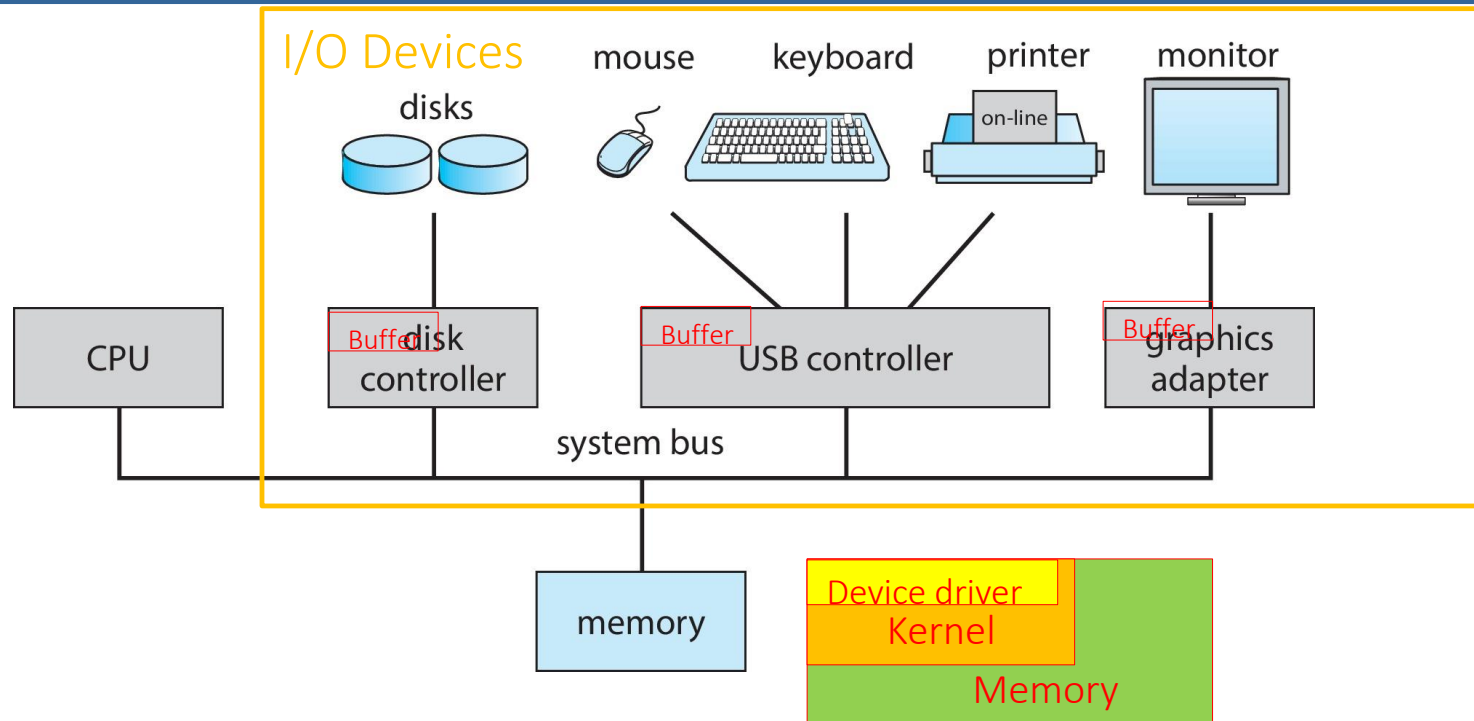 I/O Devices
mouse
keyboard
printer
monitor
disks
on-line
CPU
Buffer
disk
controller
Buffer
USB controller
Buffer
graphics
adapter
system bus
memory
Device driver
Kernel
Memory